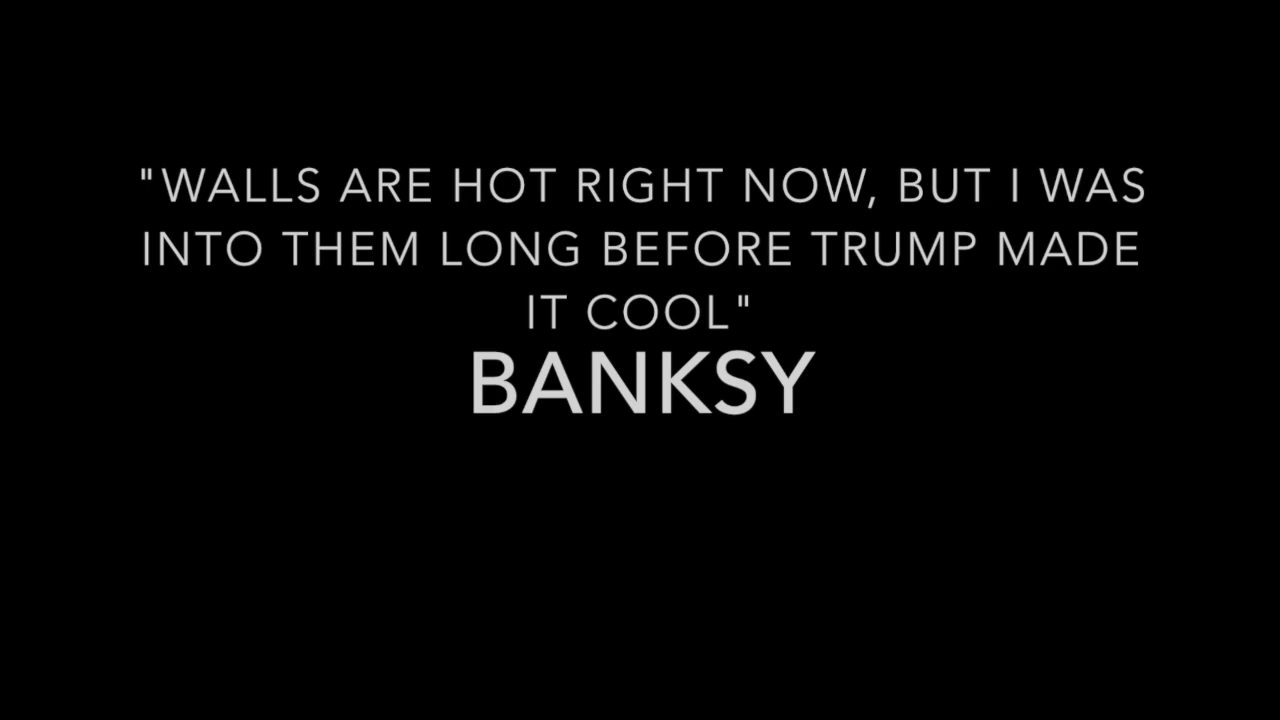 "WALLS ARE HOT RIGHT NOW, BUT I WAS
INTO THEM LONG BEFORE TRUMP MADE
IT COOL"
BANKSY